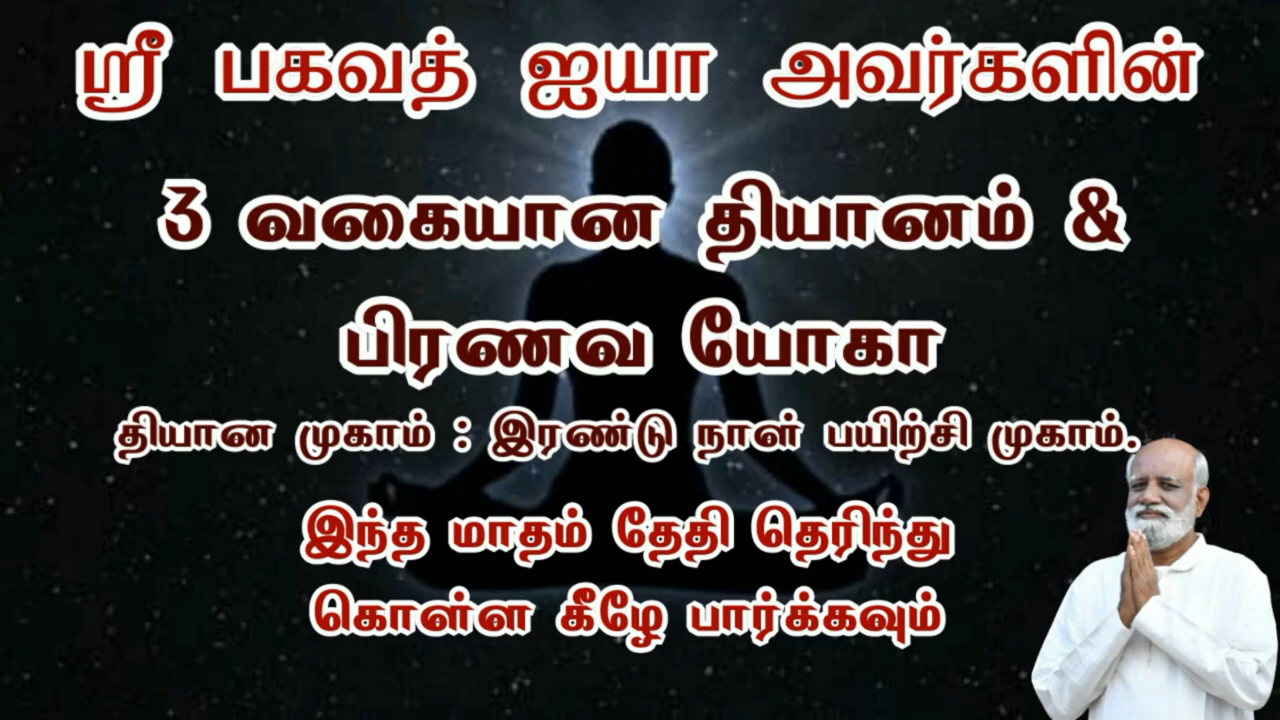 ஸ்ரீ பகவத் ஐயா அவர்களின்
3 வகையான தியானம் &
பிரணவ யோகா
தியான முகாம் : இரண்டு நாள் பயிற்சி முகாம்.
இந்த மாதம் தேதி தெரிந்து
கொள்ள கீழே பார்க்கவும்